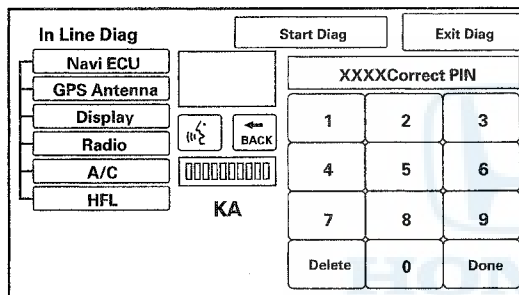 In Line Diag
Start Diag
Exit Diag
Navi ECU
GPS Antenna
Display
Radio
A/C
HFL
BACK
KA
XXXXCorrect PIN
1 2 3
4 5 6
7 8 9
Delete 0 Done